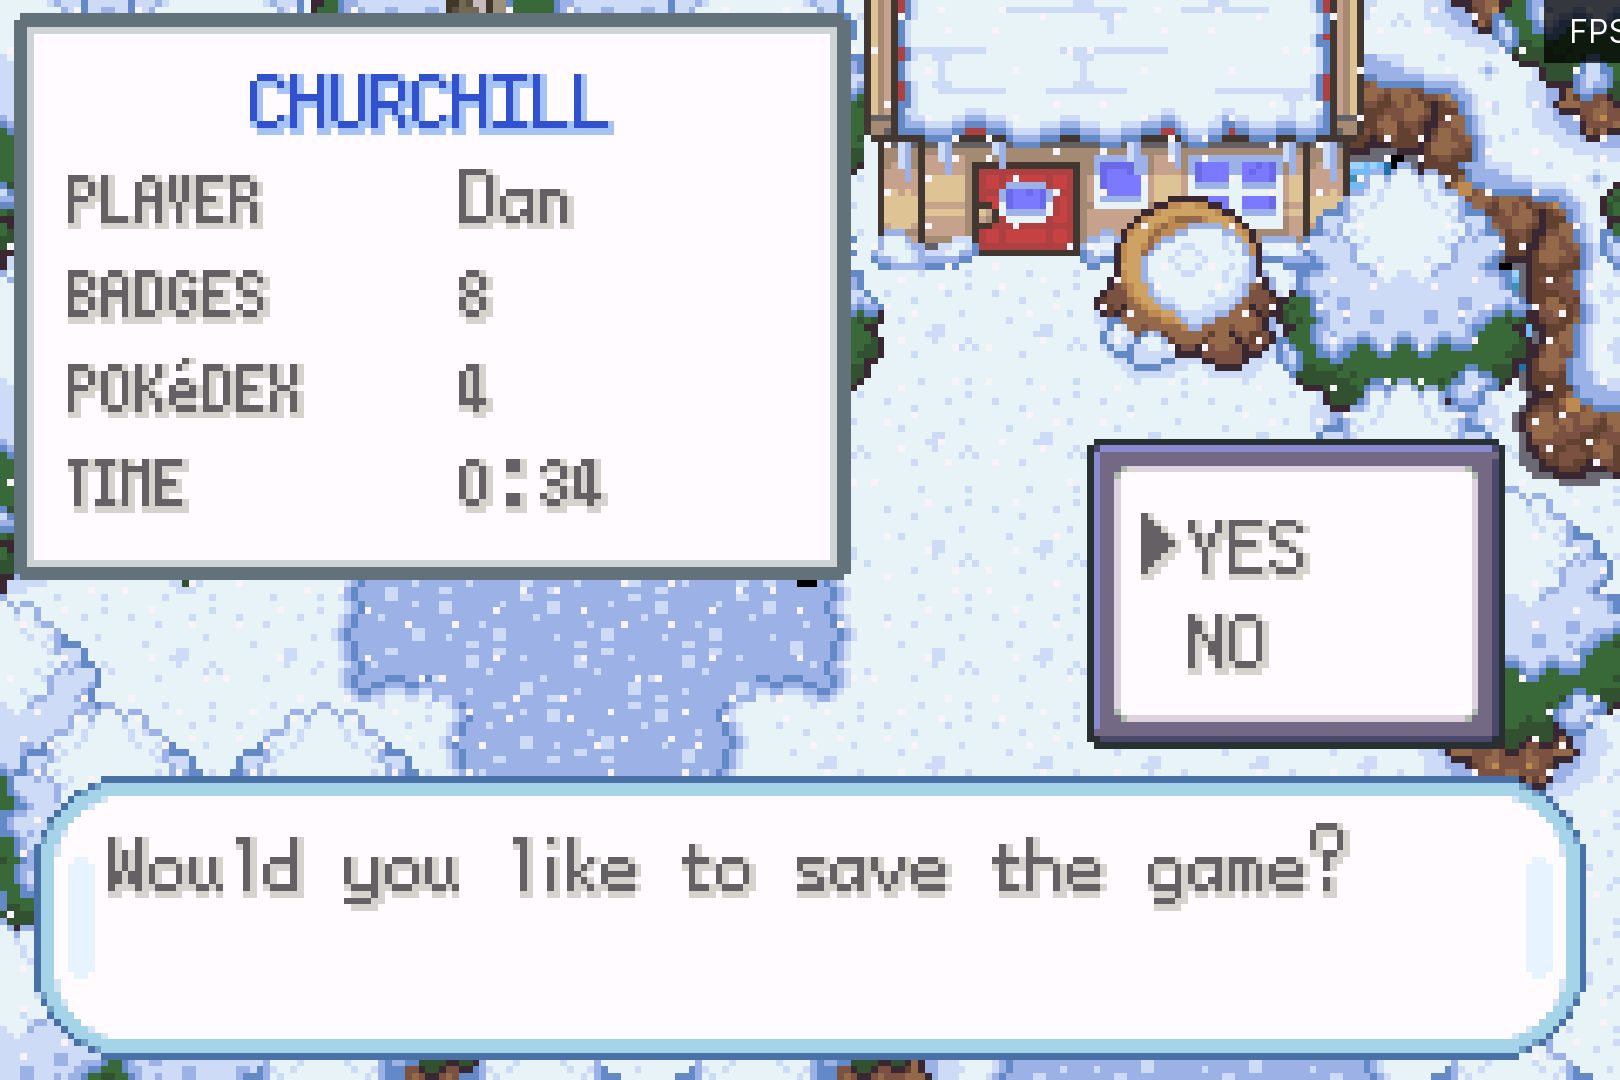 CHURCHILL
PLAYER Dan
BADGES 8
POKéDEX 4
TIME 0:34
FPS
YES
NO
Would you like to save the game?